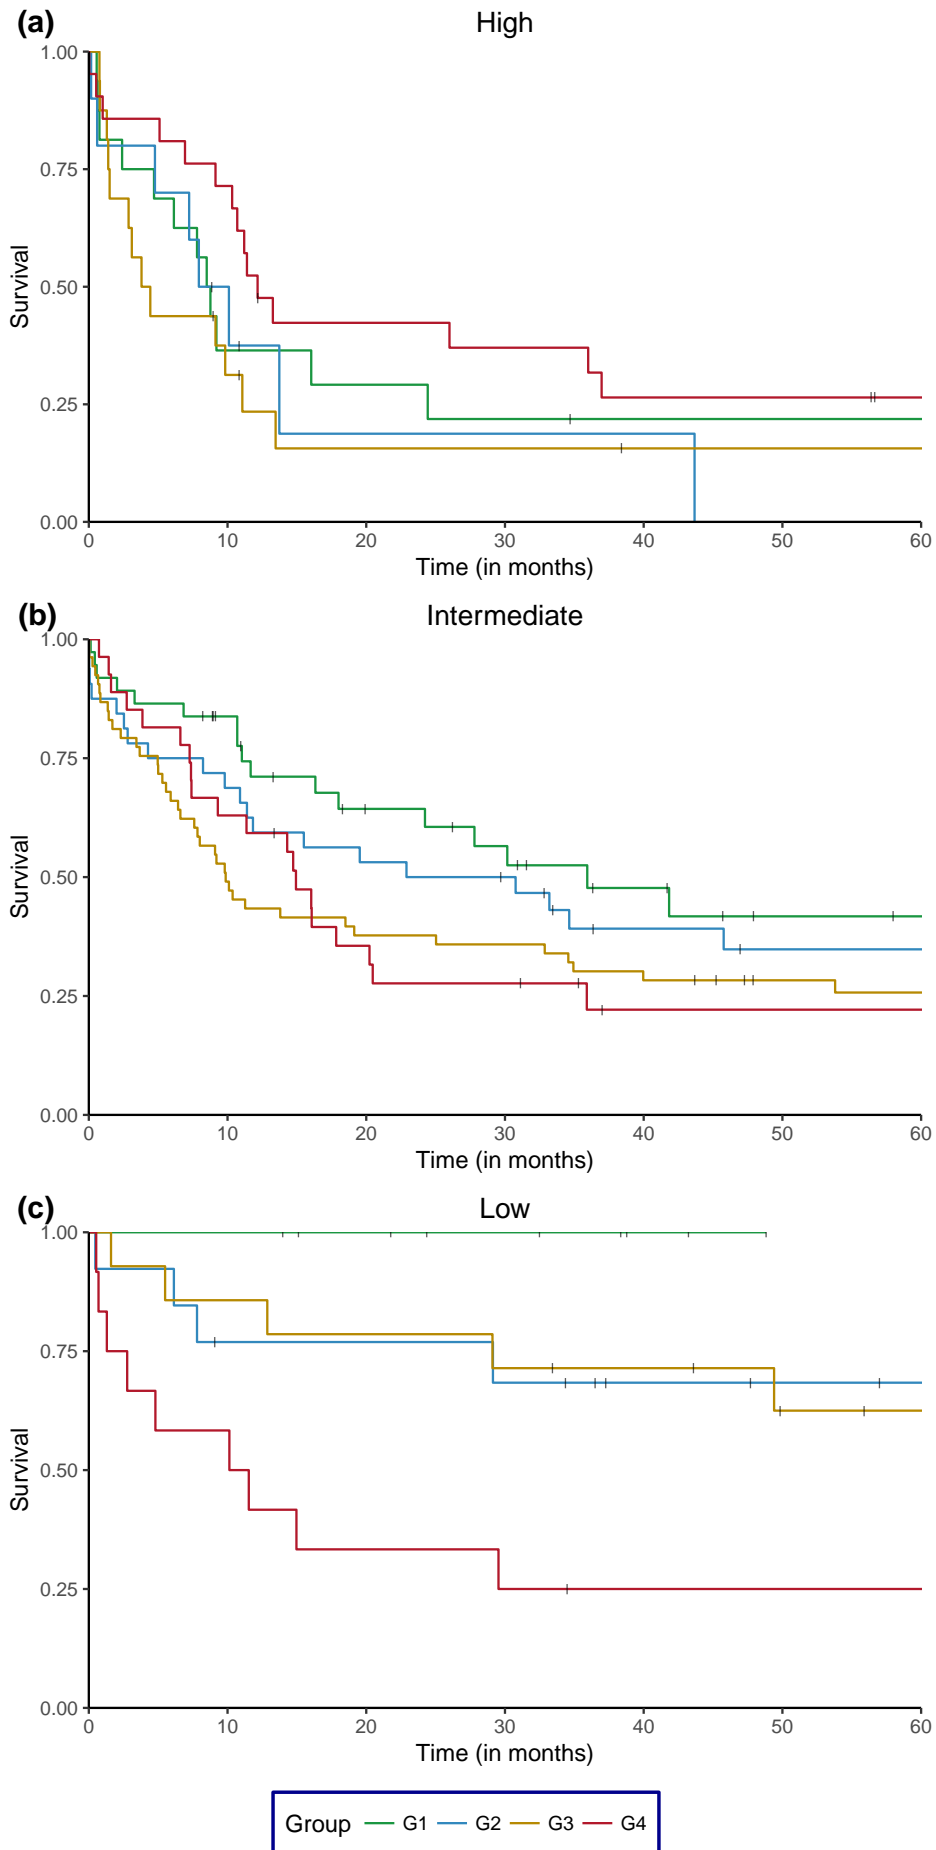 (a)
High
1.00
0.75
0.50
0.25
0.00
Survival
0 10 20 30 40 50 60
Time (in months)
(b)
Intermediate
1.00
0.75
0.50
0.25
0.00
Survival
0 10 20 30 40 50 60
Time (in months)
(c)
Low
1.00
0.75
0.50
0.25
0.00
Survival
0 10 20 30 40 50 60
Time (in months)
Group G1 G2 G3 G4